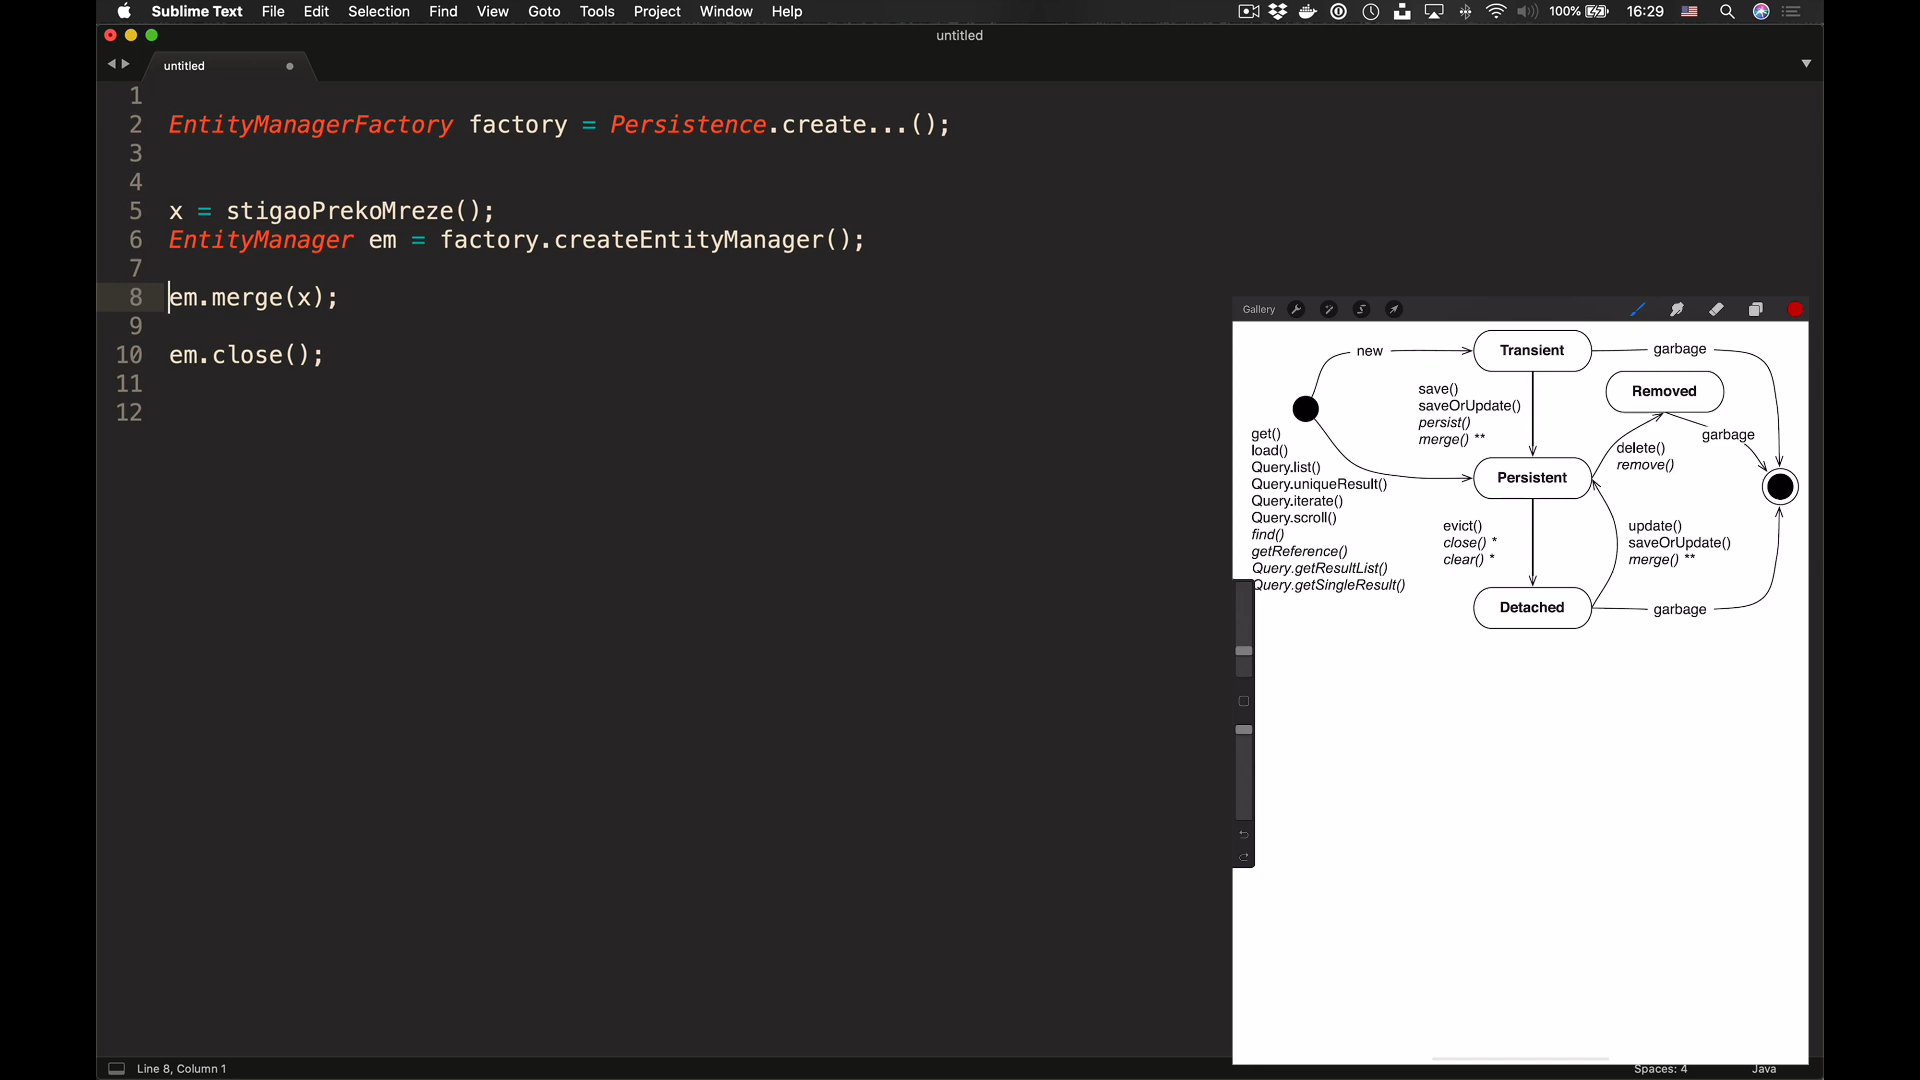 Sublime Text File Edit Selection Find View Goto Tools Project Window Help 100% 16:29
untitled
untitled
1
2 EntityManagerFactory factory = Persistence.create...();
3
4
5 x = stigaoPrekoMreze();
6 EntityManager em = factory.createEntityManager();
7
8 em.merge(x);
9
10 em.close();
11
12
Gallery
new
Transient
garbage
Removed
save()
saveOrUpdate()
persist()
merge() **
garbage
get()
load()
Query.list()
Query.uniqueResult()
Query.iterate()
Query.scroll()
find()
getReference()
Query.getResultList()
Query.getSingleResult()
delete()
remove()
Persistent
evict()
close() *
clear() *
update()
saveOrUpdate()
merge() **
Detached
garbage
Line 8, Column 1
Spaces: 4 Java